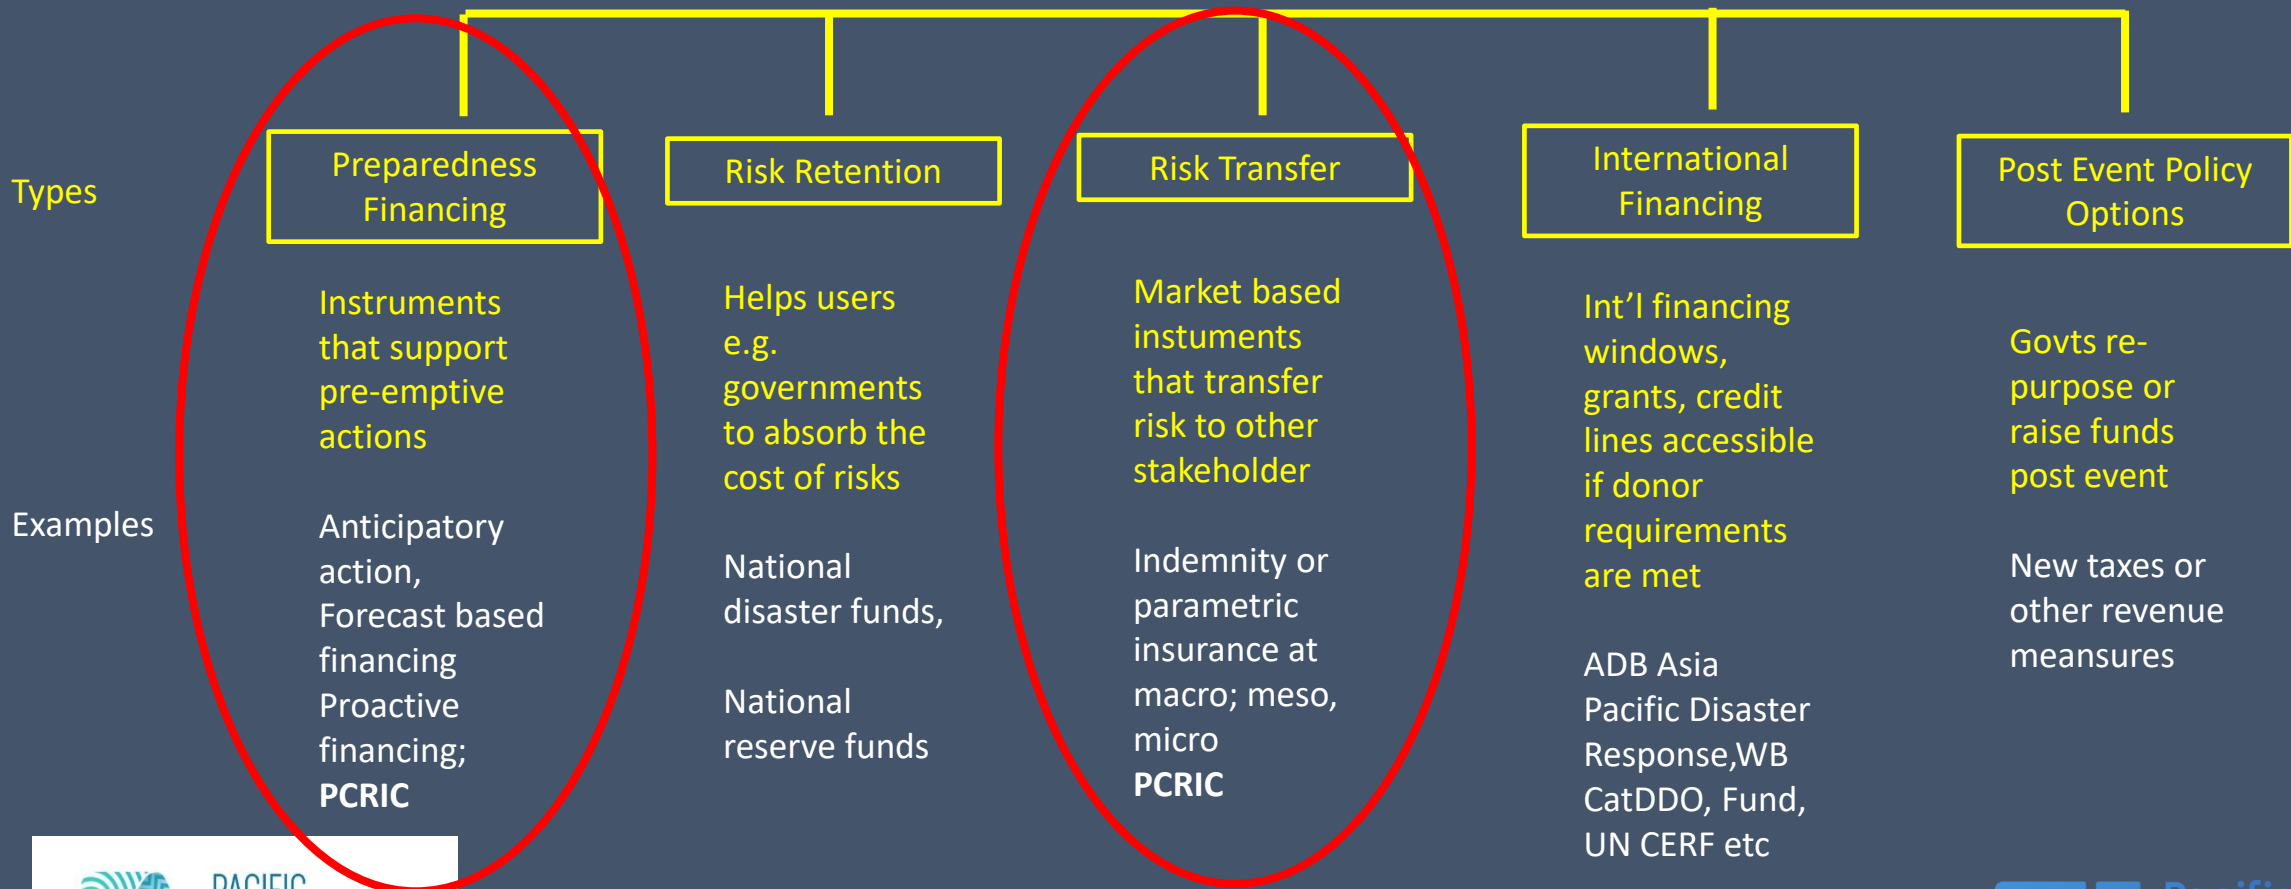 Types
Preparedness
Financing
Risk Retention
Risk Transfer
International
Financing
Post Event Policy
Options
Instruments
that support
pre-emptive
actions
Helps users
e.g.
governments
to absorb the
cost of risks
Market based
instuments
that transfer
risk to other
stakeholder
Int'l financing
windows,
grants, credit
lines accessible
if donor
requirements
are met
Govts re-
purpose or
raise funds
post event
Examples
Anticipatory
action,
Forecast based
financing
Proactive
financing;
PCRIC
National
disaster funds,
National
reserve funds
Indemnity or
parametric
insurance at
macro; meso,
micro
PCRIC
ADB Asia
Pacific Disaster
Response,WB
CatDDO, Fund,
UN CERF etc
New taxes or
other revenue
meansures
PACIFIC
Pacific